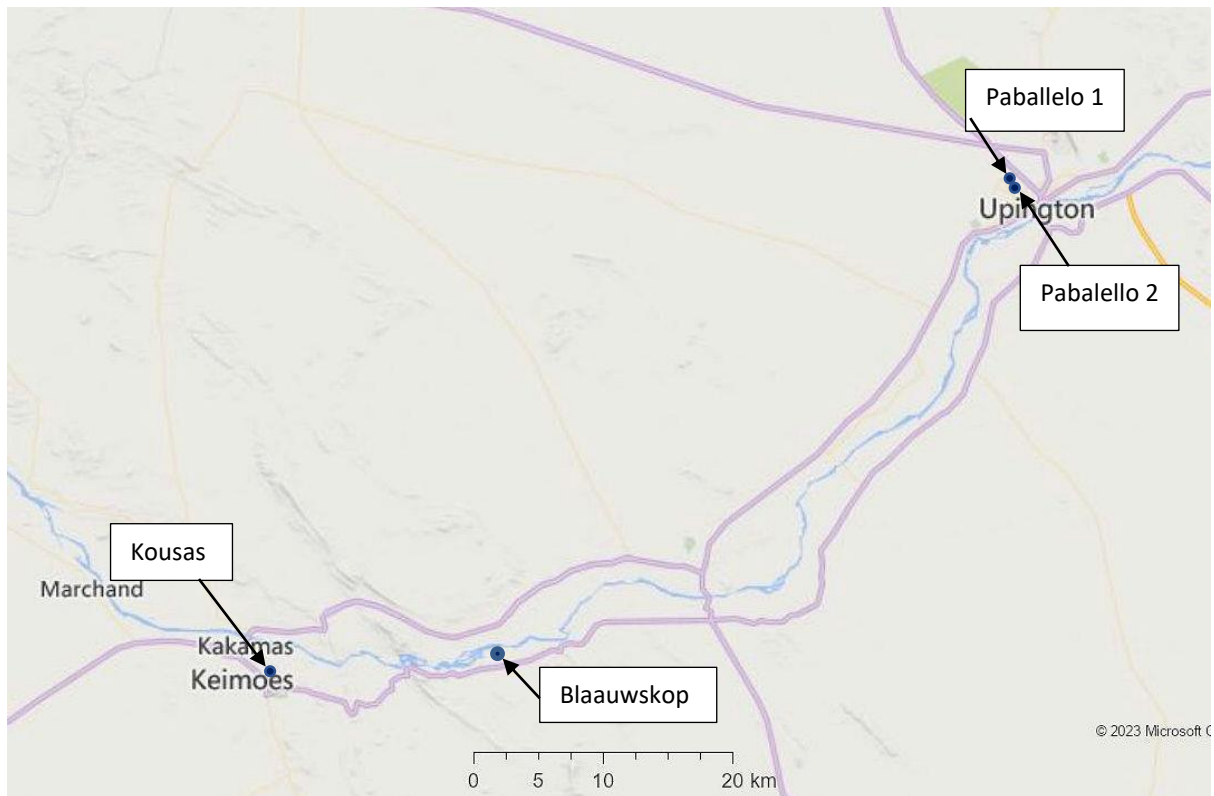 Paballelo 1
Upington
Pabalello 2
Kousas
Marchand
Kakamas
Keimoes
Blaauwskop
© 2023 Microsoft C
0 5 10 20 km